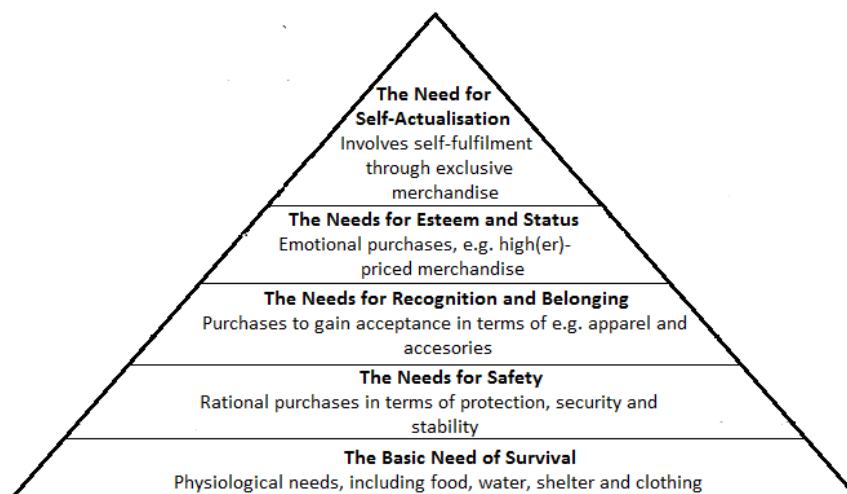 The Need for
Self-Actualisation
Involves self-fulfilment
through exclusive
merchandise
The Needs for Esteem and Status
Emotional purchases, e.g. high(er)-
priced merchandise
The Needs for Recognition and Belonging
Purchases to gain acceptance in terms of e.g. apparel and
accesories
The Needs for Safety
Rational purchases in terms of protection, security and
stability
The Basic Need of Survival
Physiological needs, including food, water, shelter and clothing